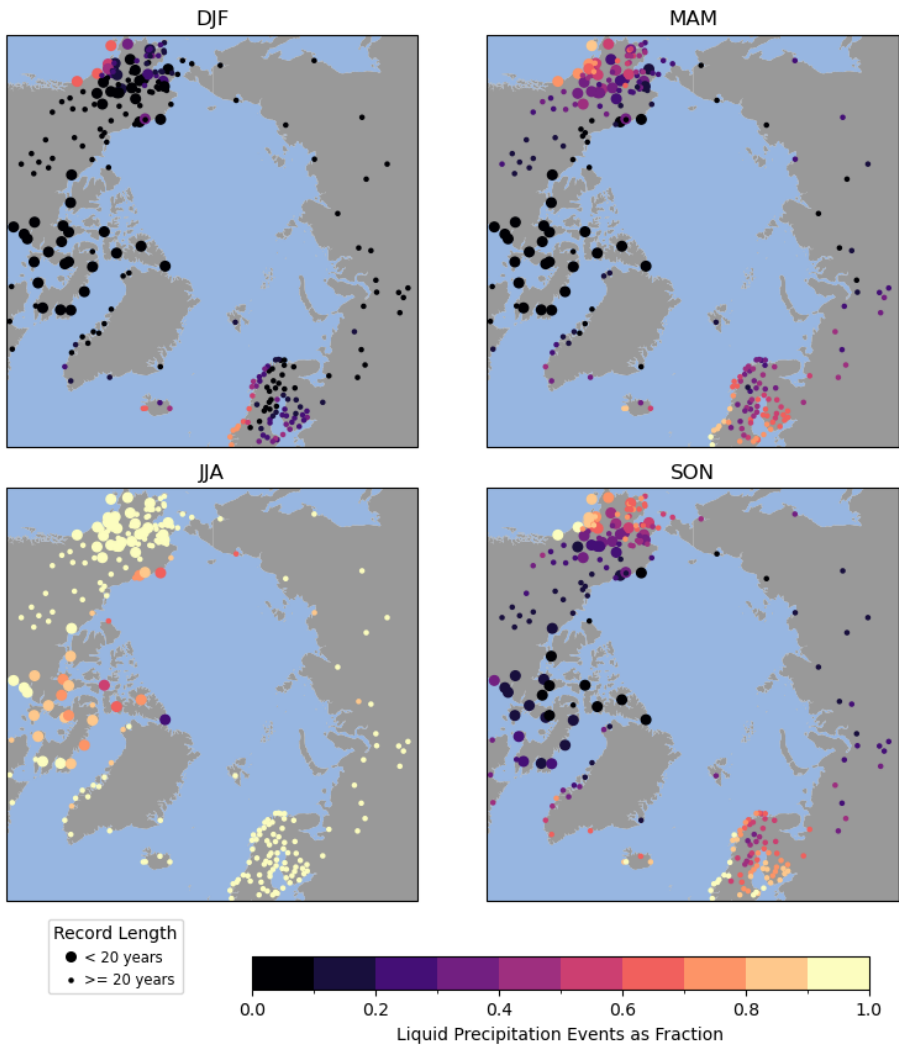 DJF
MAM
JJA
SON
Record Length
< 20 years
>= 20 years
0.0 0.2 0.4 0.6 0.8 1.0
Liquid Precipitation Events as Fraction